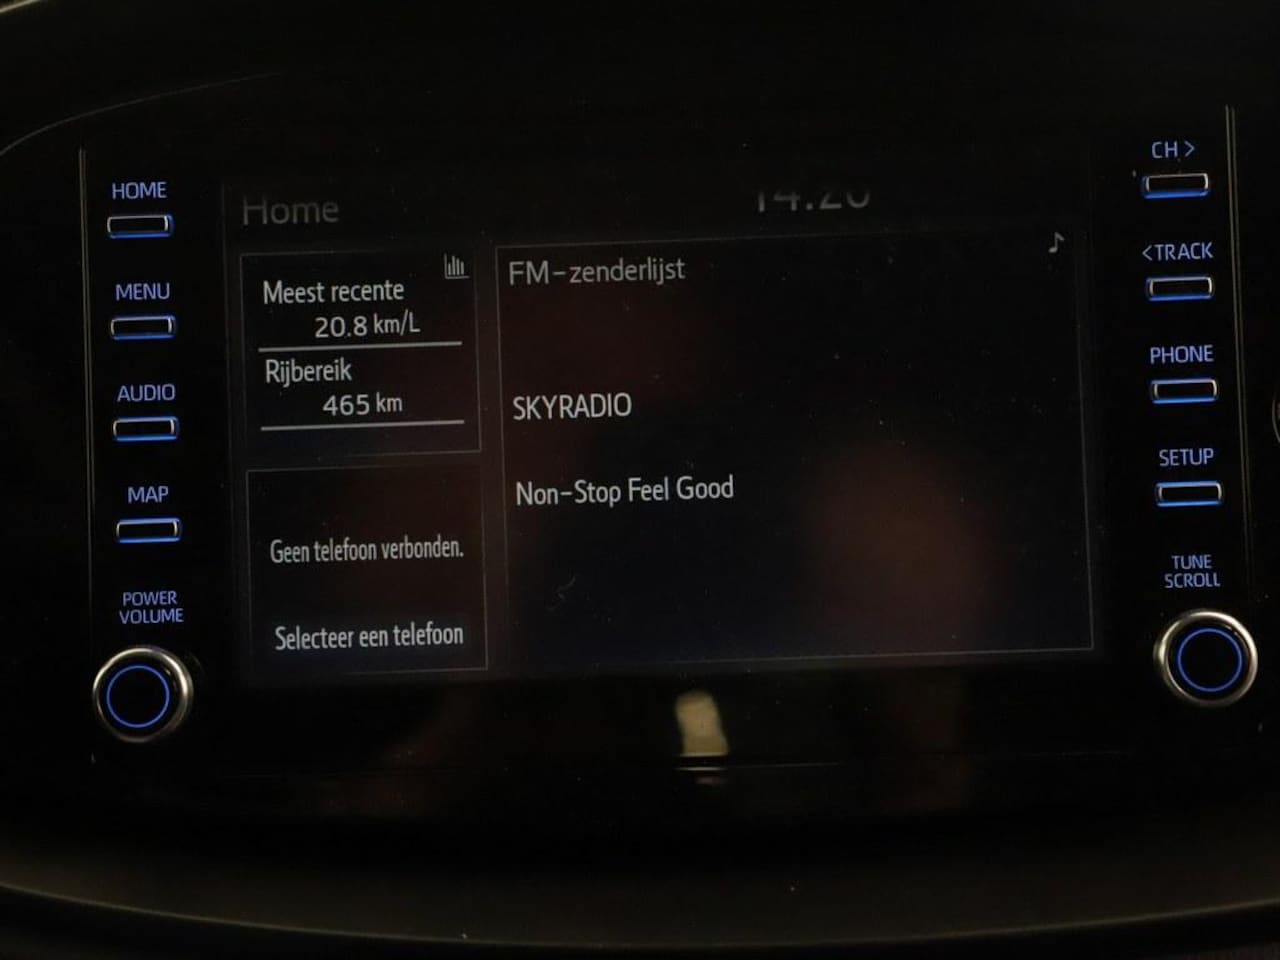 HOME
MENU
AUDIO
MAP
POWER
VOLUME
Home
Meest recente
20.8 km/L
Rijbereik
465 km
Geen telefoon verbonden.
Selecteer een telefoon
FM-zenderlijst
SKYRADIO
Non-Stop Feel Good
CH >
<TRACK
PHONE
SETUP
TUNE
SCROLL